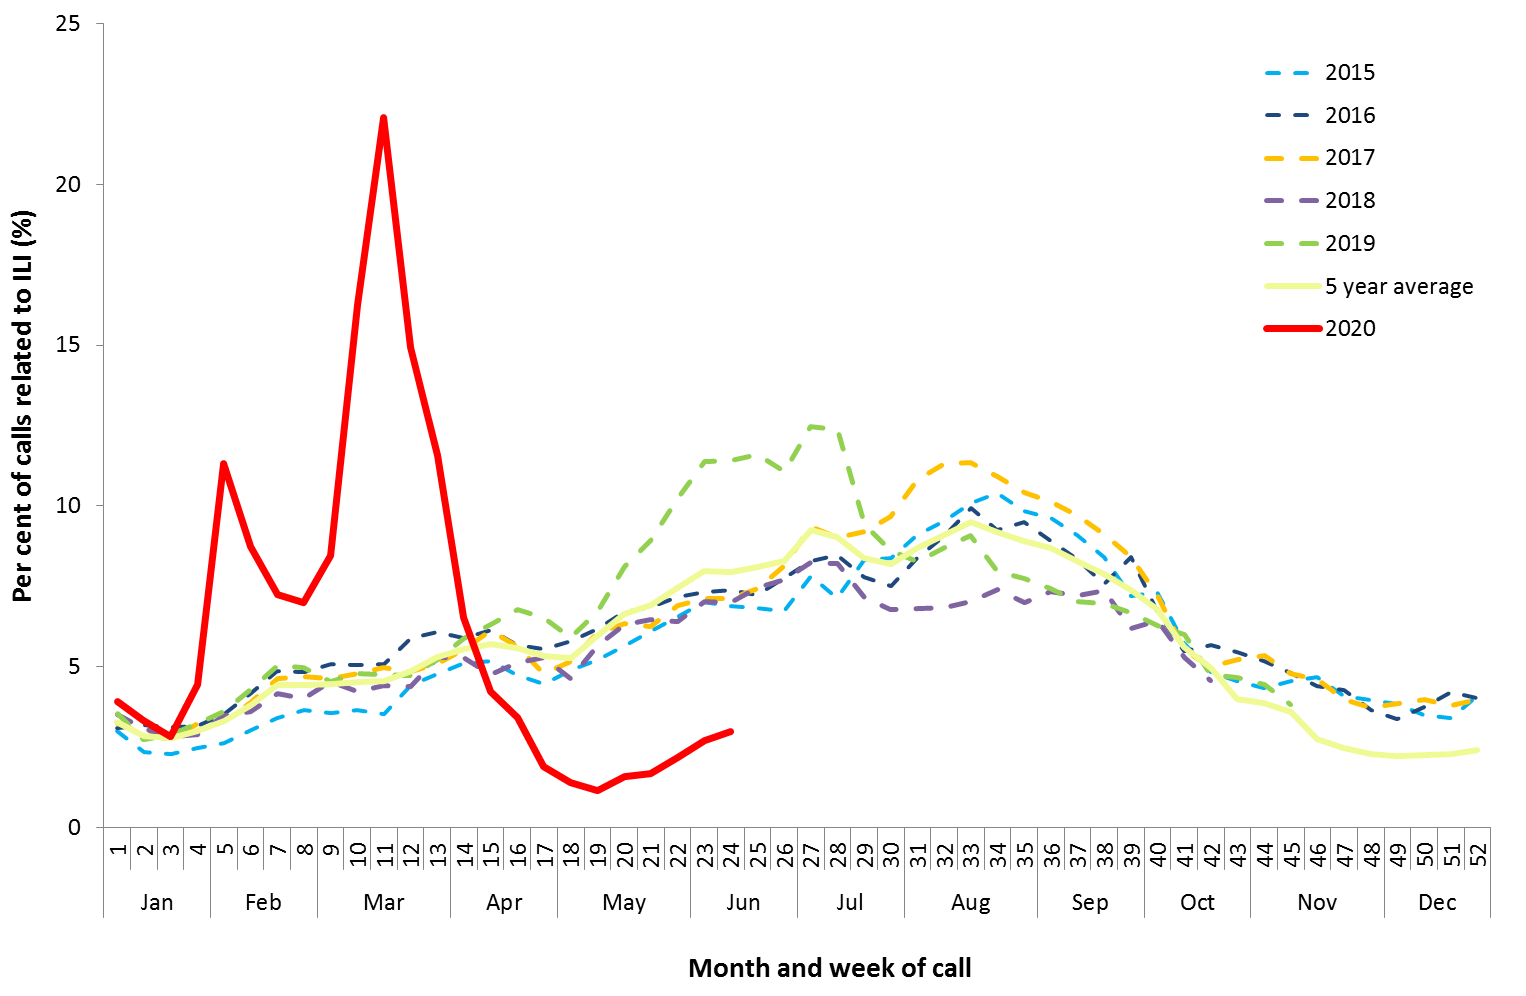 25
20
15
10
5
0
Per cent of calls related to ILI (%)
2015
2016
2017
2018
2019
5 year average
2020
1 2 3 4 5 6 7 8 9 10 11 12 13 14 15 16 17 18 19 20 21 22 23 24 25 26 27 28 29 30 31 32 33 34 35 36 37 38 39 40 41 42 43 44 45 46 47 48 49 50 51 52
Jan Feb Mar Apr May Jun Jul Aug Sep Oct Nov Dec
Month and week of call